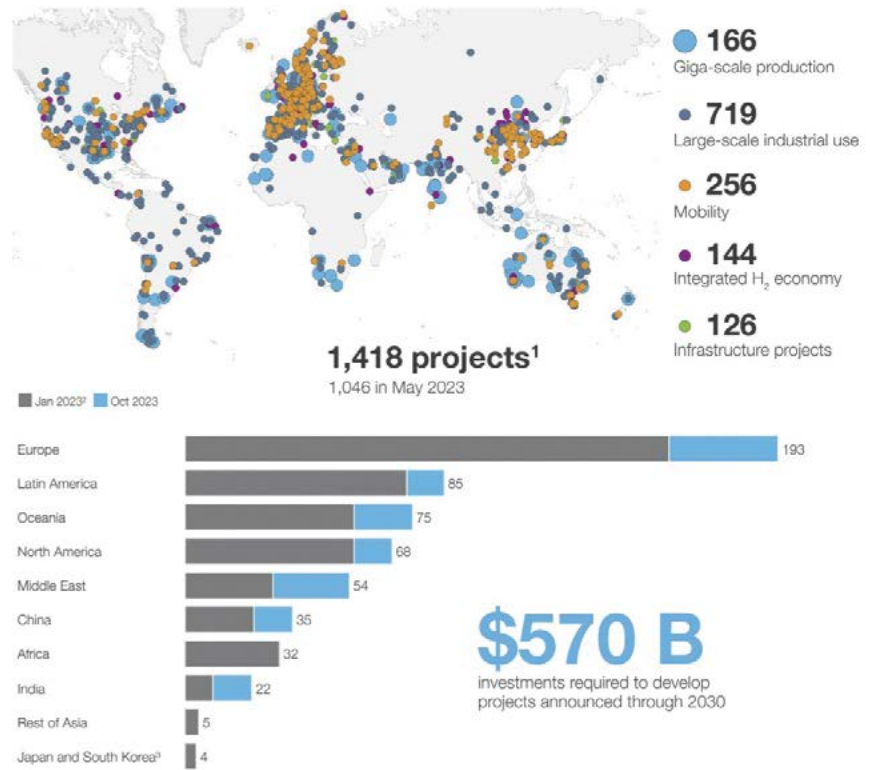 166
Giga-scale production
719
Large-scale industrial use
256
Mobility
144
Integrated H₂ economy
126
Infrastructure projects
1,418 projects¹
1,046 in May 2023
Jan 2023² Oct 2023
Europe 193
Latin America 85
Oceania 75
North America 68
Middle East 54
China 35
Africa 32
India 22
Rest of Asia 5
Japan and South Korea³ 4
$570 B
investments required to develop
projects announced through 2030